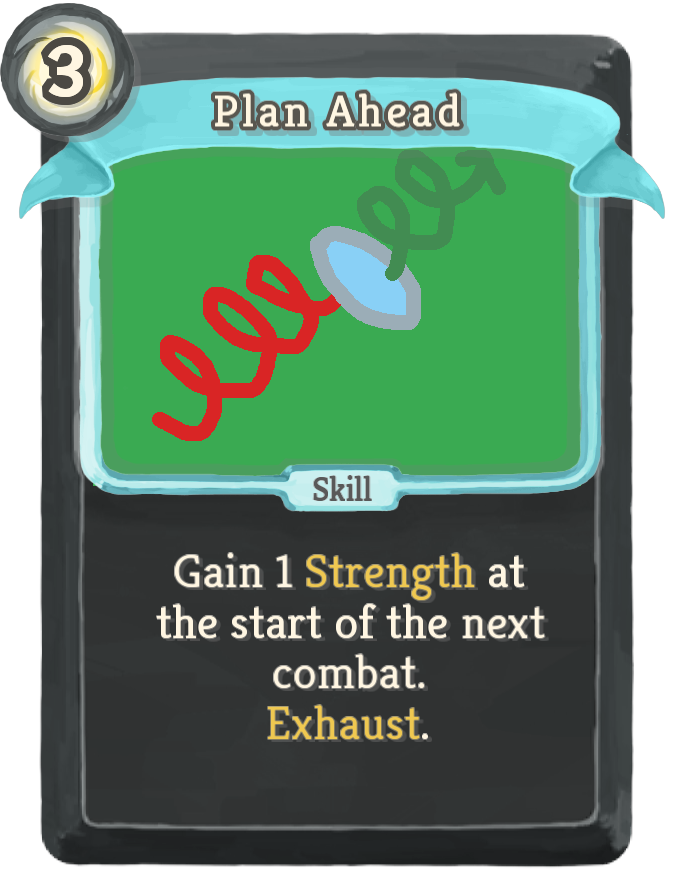 3
Plan Ahead
Skill
Gain 1 Strength at
the start of the next
combat.
Exhaust.